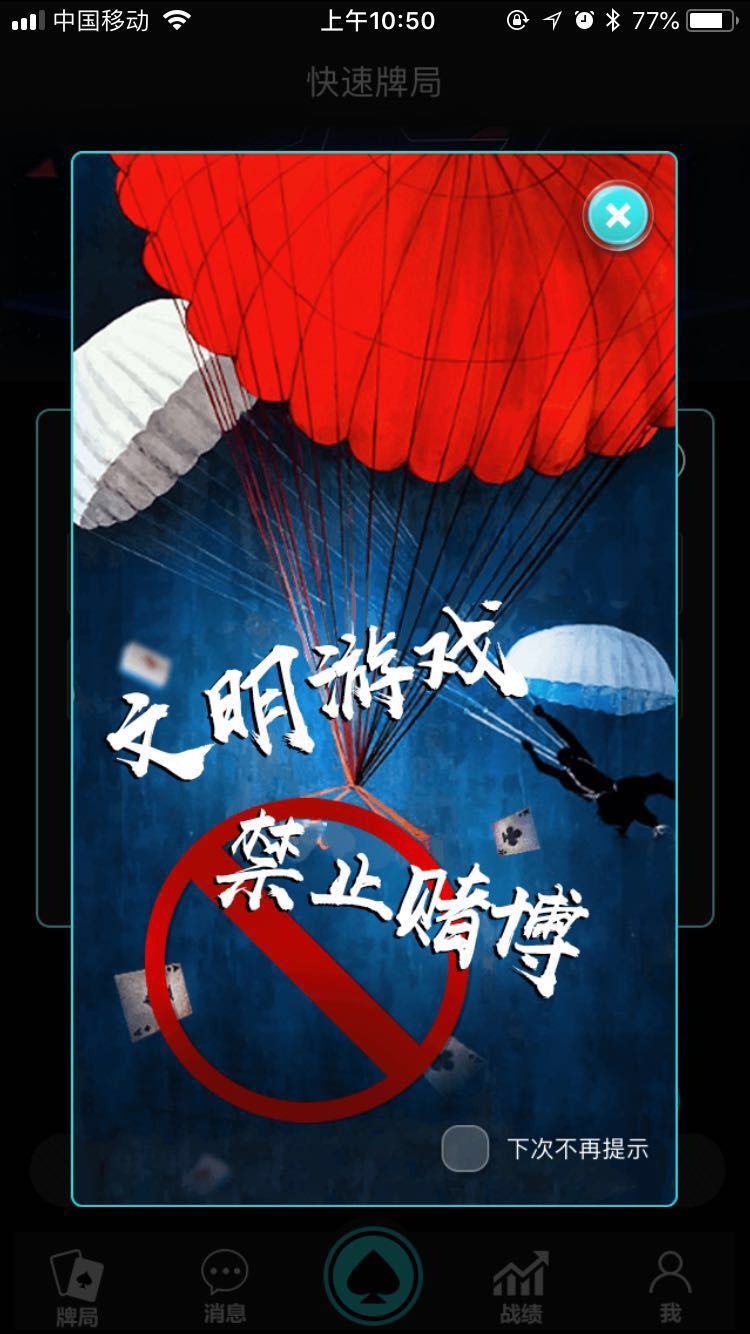 中国移动 上午10:50 77%
快速牌局
文明游戏
禁止赌博
下次不再提示
牌局 消息 战绩 我